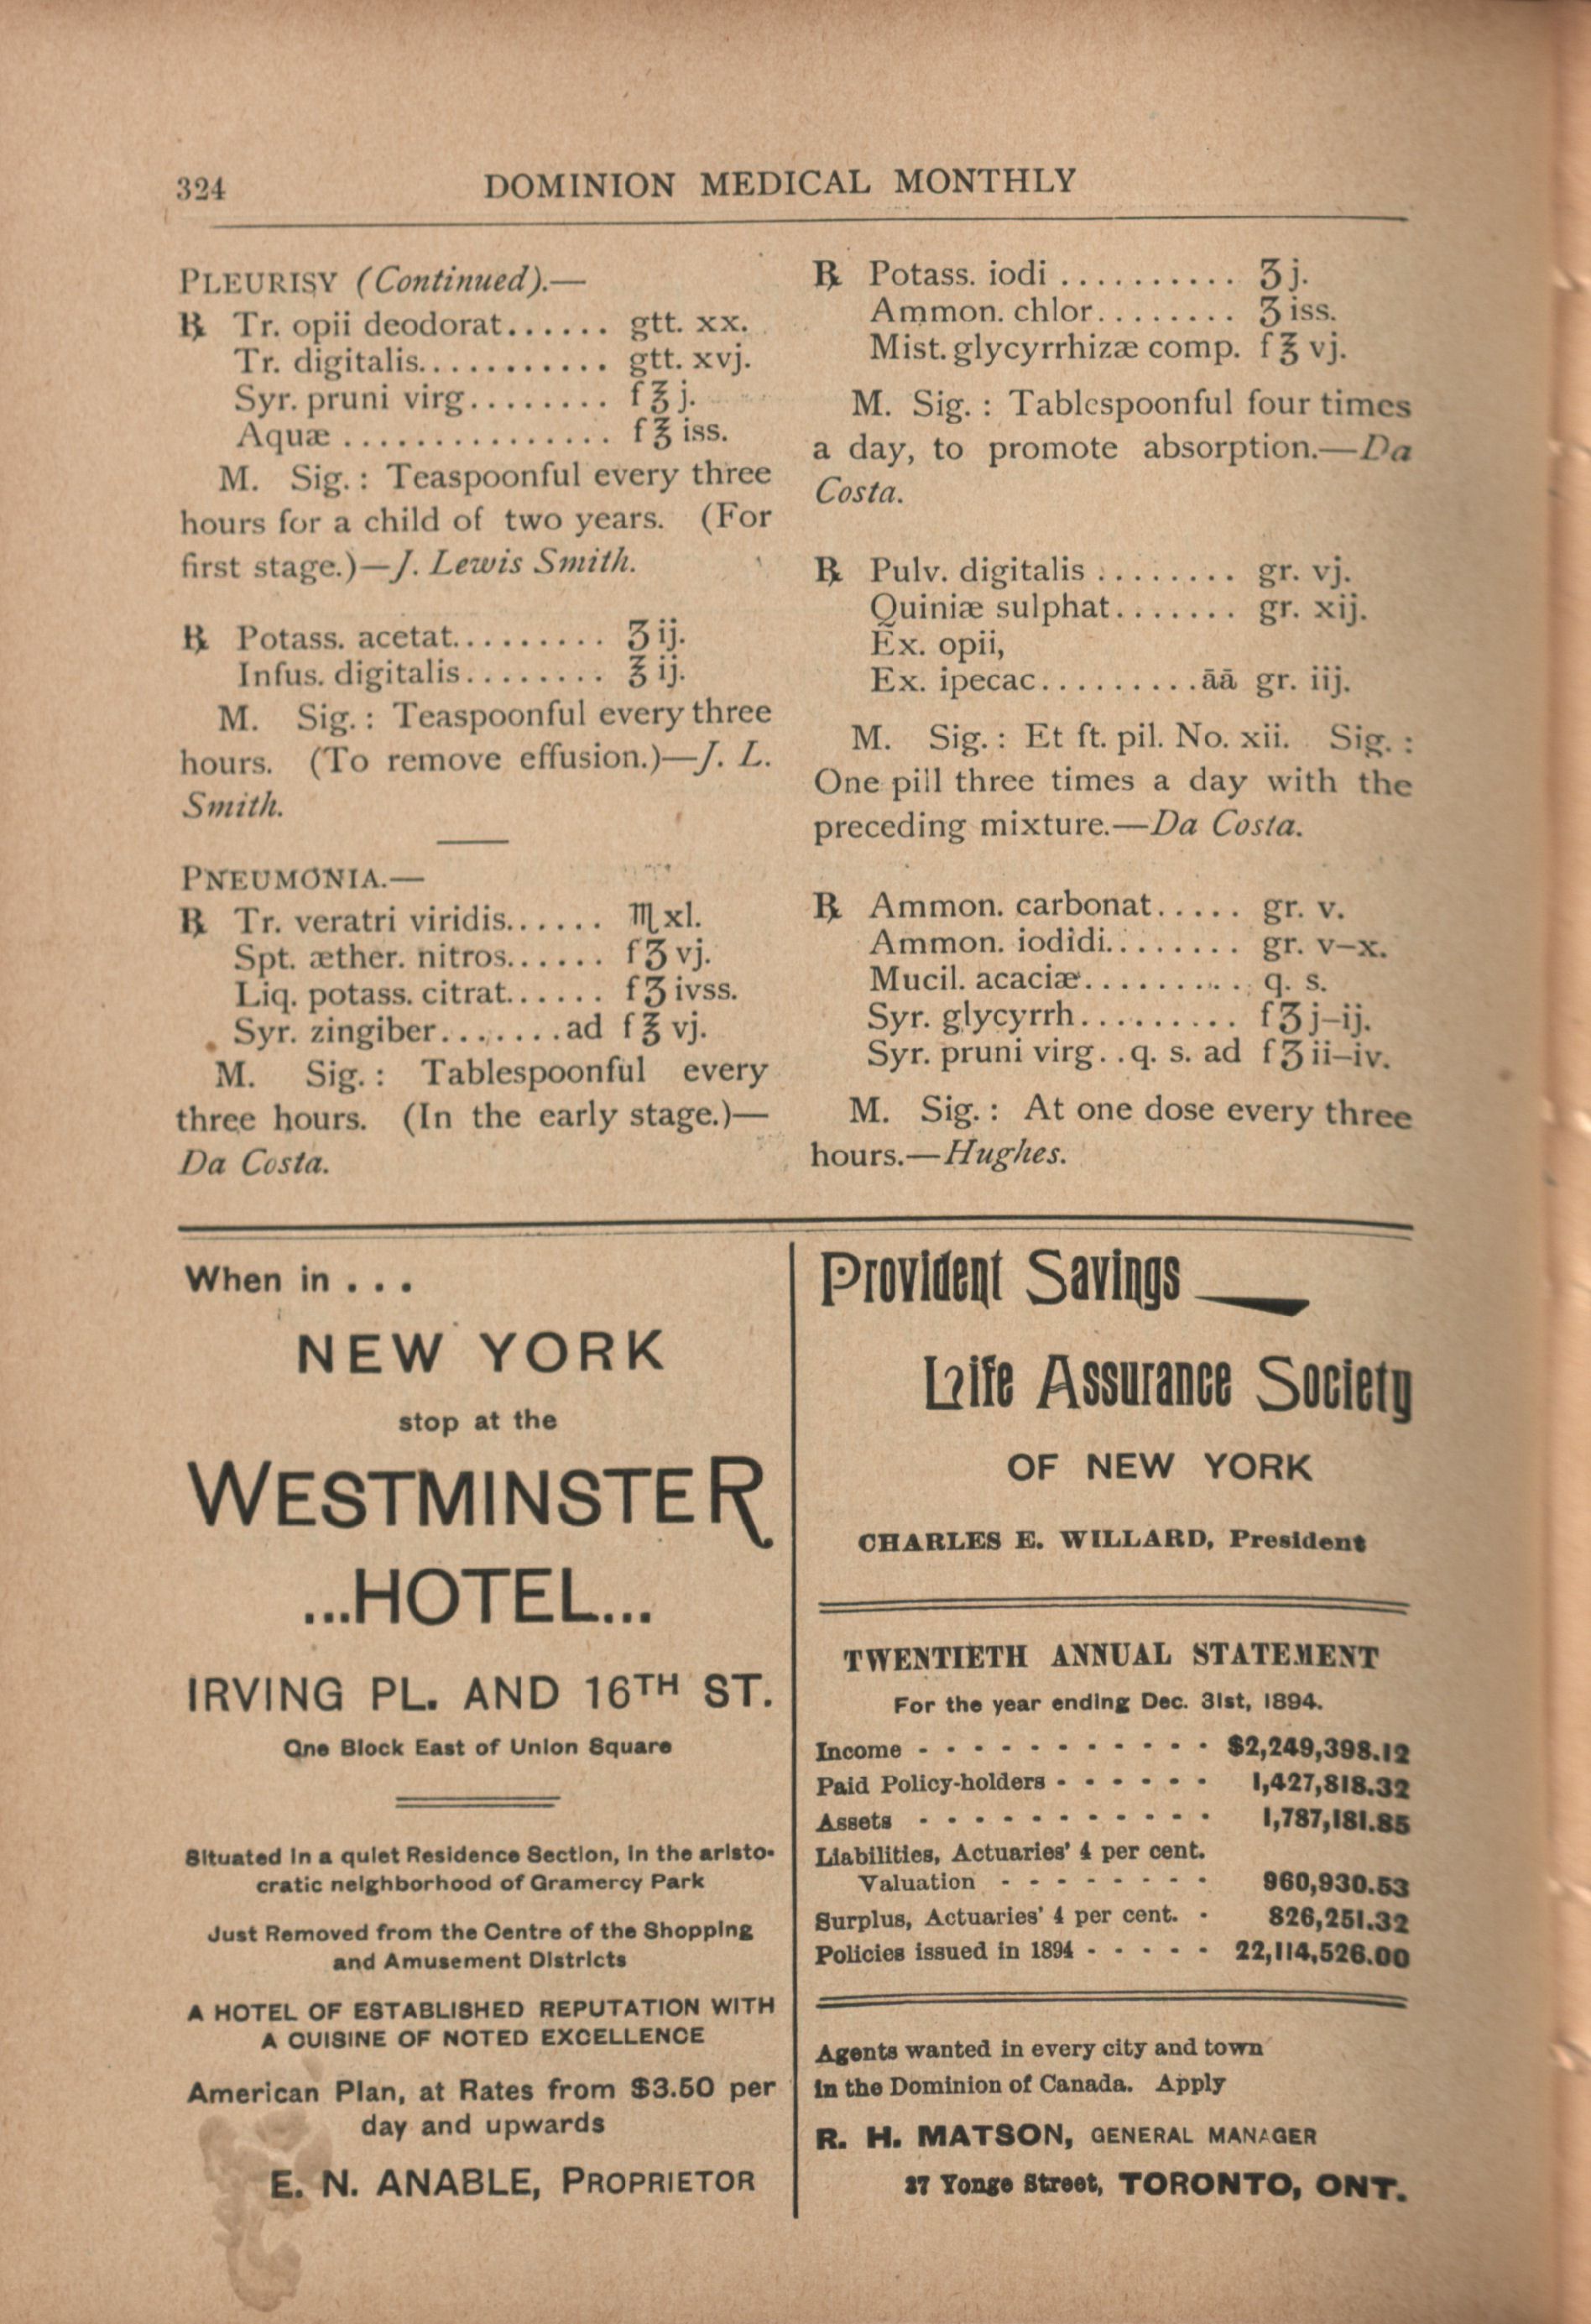 324
DOMINION MEDICAL MONTHLY
PLEURISY (Continued).—
℞ Tr. opii deodorat...... gtt. xx.
Tr. digitalis........... gtt. xvj.
Syr. pruni virg........ f℥j.
Aquæ ............... f℥iss.
M. Sig.: Teaspoonful every three
hours for a child of two years. (For
first stage.)—J. Lewis Smith.
℞ Potass. acetat......... ʒij.
Infus. digitalis........ ℥ij.
M. Sig.: Teaspoonful every three
hours. (To remove effusion.)—J. L.
Smith.
PNEUMONIA.—
℞ Tr. veratri viridis...... ♏xl.
Spt. æther. nitros...... fʒvj.
Liq. potass. citrat...... fʒivss.
Syr. zingiber........ad f℥vj.
M. Sig.: Tablespoonful every
three hours. (In the early stage.)—
Da Costa.
℞ Potass. iodi .......... ʒj.
Ammon. chlor........ ʒiss.
Mist. glycyrrhizæ comp. f℥vj.
M. Sig.: Tablespoonful four times
a day, to promote absorption.—Da
Costa.
℞ Pulv. digitalis ........ gr. vj.
Quiniæ sulphat....... gr. xij.
Ex. opii,
Ex. ipecac.........āā gr. iij.
M. Sig.: Et ft. pil. No. xii. Sig.:
One pill three times a day with the
preceding mixture.—Da Costa.
℞ Ammon. carbonat..... gr. v.
Ammon. iodidi........ gr. v–x.
Mucil. acaciæ.......... q. s.
Syr. glycyrrh......... fʒj–ij.
Syr. pruni virg..q. s. ad fʒii–iv.
M. Sig.: At one dose every three
hours.—Hughes.
When in . . .
NEW YORK
stop at the
WESTMINSTER
...HOTEL...
IRVING PL. AND 16TH ST.
One Block East of Union Square
Situated in a quiet Residence Section, in the aristo-
cratic neighborhood of Gramercy Park
Just Removed from the Centre of the Shopping
and Amusement Districts
A HOTEL OF ESTABLISHED REPUTATION WITH
A CUISINE OF NOTED EXCELLENCE
American Plan, at Rates from $3.50 per
day and upwards
E. N. ANABLE, PROPRIETOR
Provident Savings
Life Assurance Society
OF NEW YORK
CHARLES E. WILLARD, President
TWENTIETH ANNUAL STATEMENT
For the year ending Dec. 31st, 1894.
Income - - - - - - - - - - - $2,249,398.12
Paid Policy-holders - - - - - - 1,427,818.32
Assets - - - - - - - - - - - 1,787,181.85
Liabilities, Actuaries' 4 per cent.
Valuation - - - - - - - - 960,930.53
Surplus, Actuaries' 4 per cent. - 826,251.32
Policies issued in 1894 - - - - - 22,114,526.00
Agents wanted in every city and town
in the Dominion of Canada. Apply
R. H. MATSON, GENERAL MANAGER
37 Yonge Street, TORONTO, ONT.